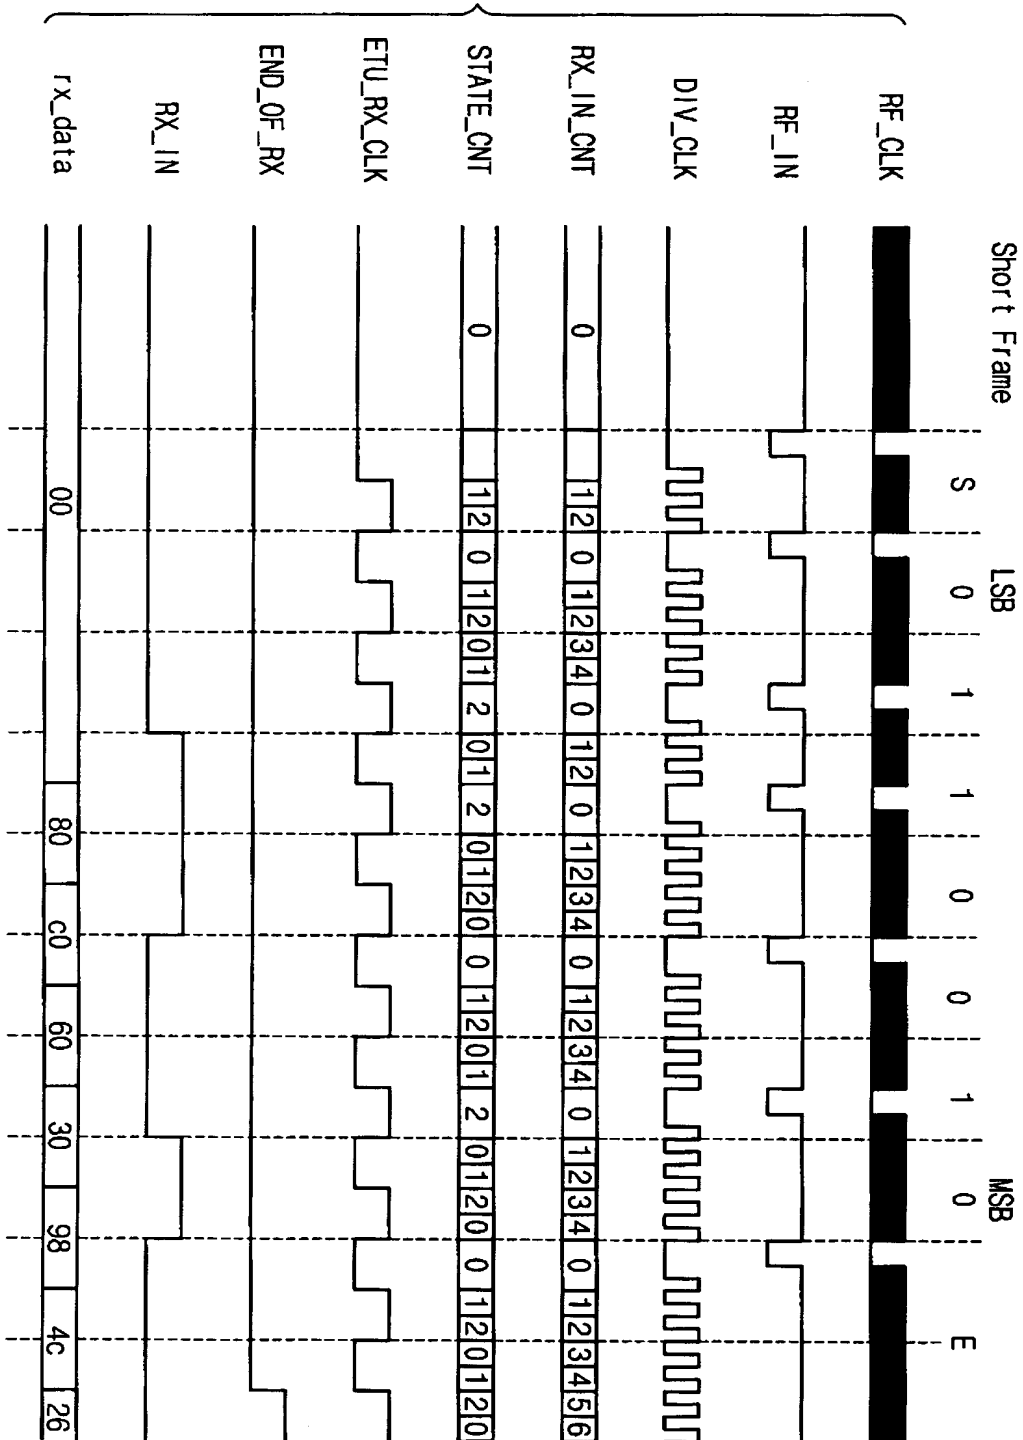 Short Frame LSB MSB
S 0 1 1 0 0 1 0 E
RF_CLK
RF_IN
DIV_CLK
RX_IN_CNT 0 1 2 0 1 2 3 4 0 1 2 0 1 2 3 4 0 1 2 3 4 0 1 2 3 4 0 1 2 3 4 5 6
STATE_CNT 0 1 2 0 1 2 0 1 2 0 1 2 0 1 2 0 0 1 2 0 1 2 0 1 2 0 0 1 2 0 1 2 0
ETU_RX_CLK
END_OF_RX
RX_IN
rx_data 00 80 c0 60 30 98 4c 26